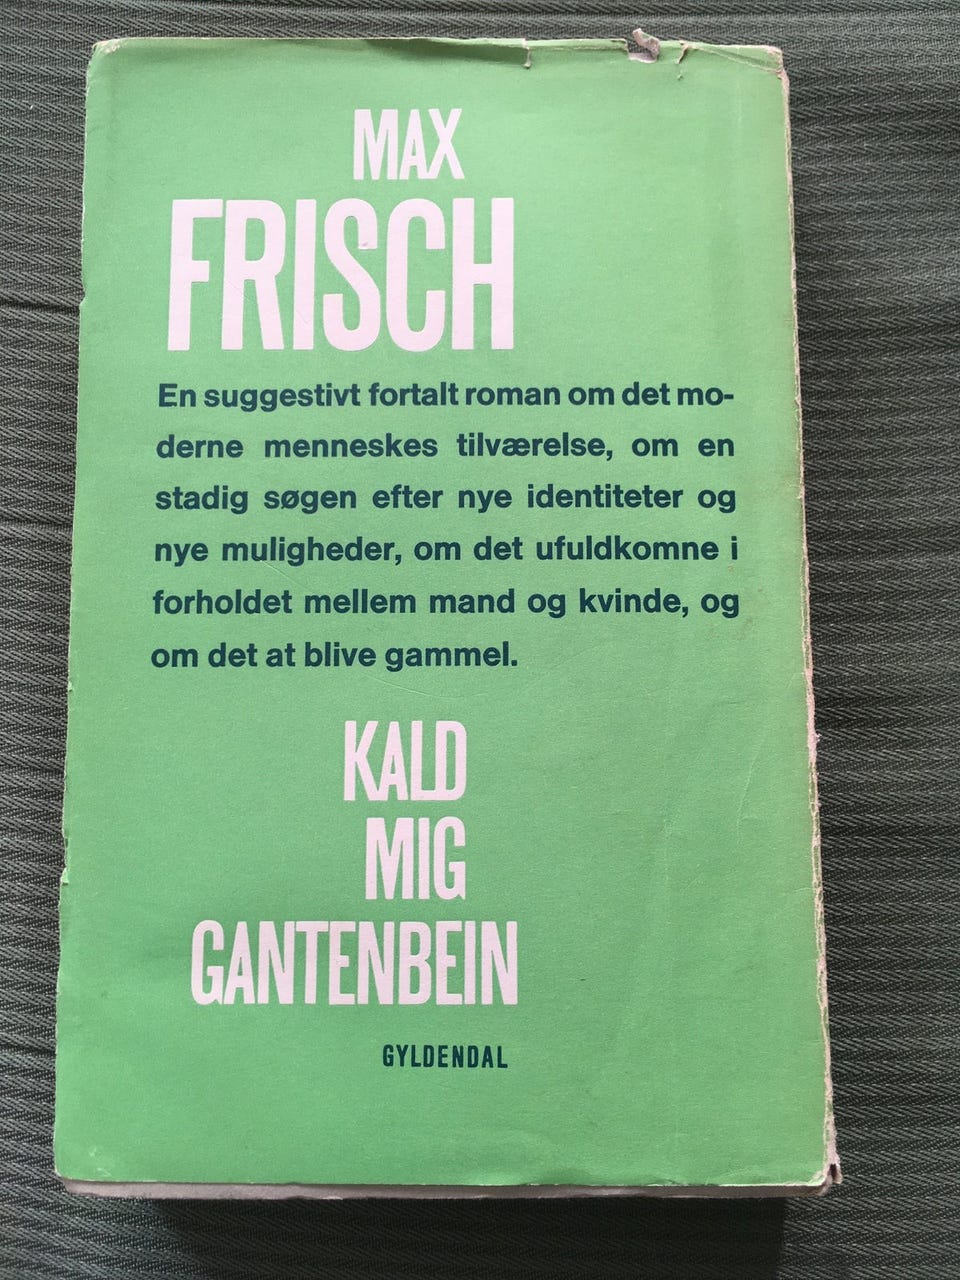 MAX
FRISCH
En suggestivt fortalt roman om det mo-
derne menneskes tilværelse, om en
stadig søgen efter nye identiteter og
nye muligheder, om det ufuldkomne i
forholdet mellem mand og kvinde, og
om det at blive gammel.
KALD
MIG
GANTENBEIN
GYLDENDAL